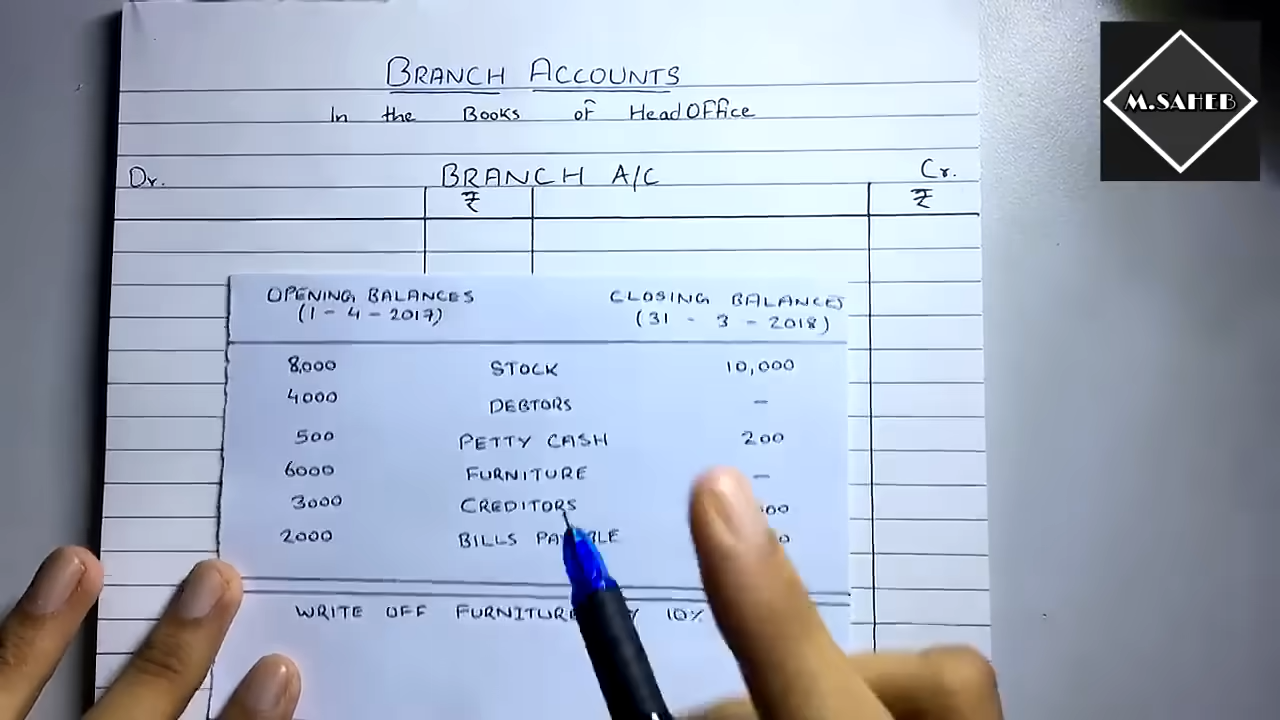 BRANCH ACCOUNTS
In the Books of Head Office
Dr. BRANCH A/C Cr.
₹ ₹
OPENING BALANCES CLOSING BALANCES
(1-4-2017) (31-3-2018)
8,000 STOCK 10,000
4000 DEBTORS -
500 PETTY CASH 200
6000 FURNITURE -
3000 CREDITORS
2000 BILLS
WRITE OFF FURNITURE 10%
M.SAHEB